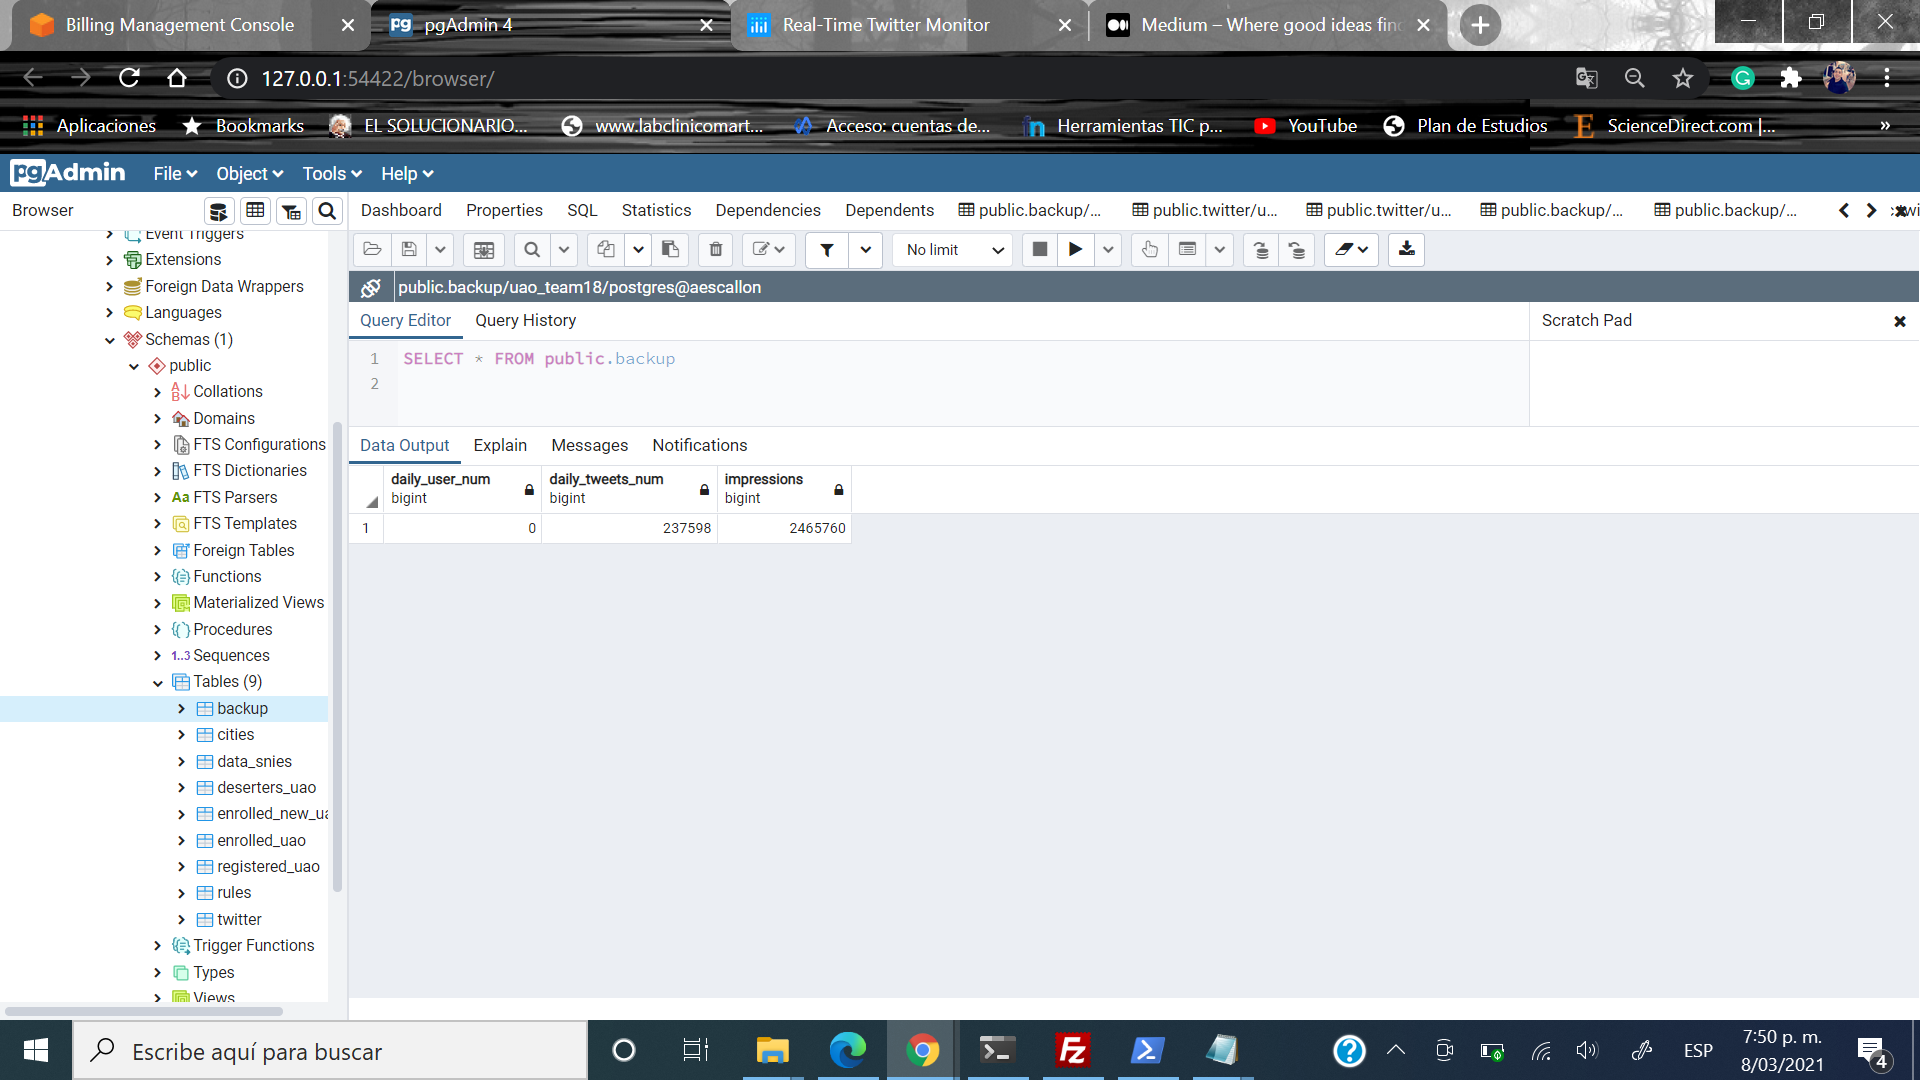 Billing Management Console
pgAdmin 4
Real-Time Twitter Monitor
Medium – Where good ideas find
127.0.0.1:54422/browser/
Aplicaciones
Bookmarks
EL SOLUCIONARIO...
www.labclinicomart...
Acceso: cuentas de...
Herramientas TIC p...
YouTube
Plan de Estudios
ScienceDirect.com |...
»
pgAdmin
File
Object
Tools
Help
Browser
Dashboard
Properties
SQL
Statistics
Dependencies
Dependents
public.backup/...
public.twitter/u...
public.twitter/u...
public.backup/...
public.backup/...
Event Triggers
Extensions
Foreign Data Wrappers
Languages
Schemas (1)
public
Collations
Domains
FTS Configurations
FTS Dictionaries
FTS Parsers
FTS Templates
Foreign Tables
Functions
Materialized Views
Procedures
Sequences
Tables (9)
backup
cities
data_snies
deserters_uao
enrolled_new_ua
enrolled_uao
registered_uao
rules
twitter
Trigger Functions
Types
Views
No limit
public.backup/uao_team18/postgres@aescallon
Query Editor
Query History
Scratch Pad
1 SELECT * FROM public.backup
2
Data Output
Explain
Messages
Notifications
daily_user_num bigint
daily_tweets_num bigint
impressions bigint
1 0 237598 2465760
Escribe aquí para buscar
ESP
7:50 p. m.
8/03/2021
4